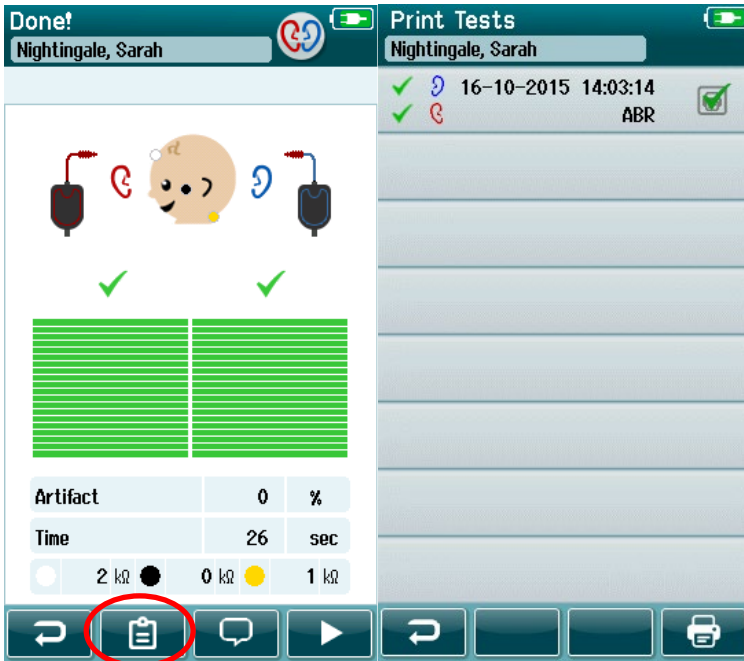 Done!
Nightingale, Sarah
Artifact 0 %
Time 26 sec
2 kΩ 0 kΩ 1 kΩ
Print Tests
Nightingale, Sarah
16-10-2015 14:03:14
ABR